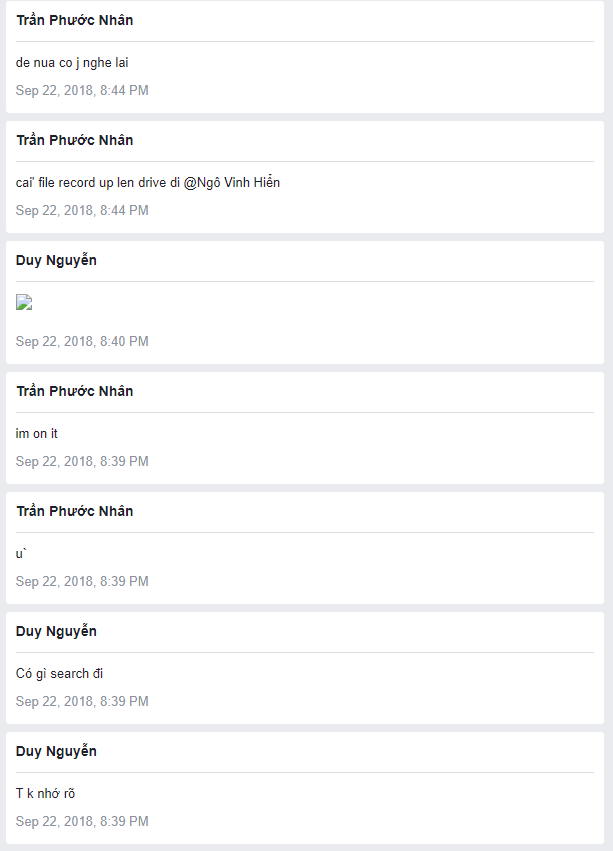 Trần Phước Nhân
de nua co j nghe lai
Sep 22, 2018, 8:44 PM
Trần Phước Nhân
cai' file record up len drive di @Ngô Vinh Hiển
Sep 22, 2018, 8:44 PM
Duy Nguyễn
Sep 22, 2018, 8:40 PM
Trần Phước Nhân
im on it
Sep 22, 2018, 8:39 PM
Trần Phước Nhân
u`
Sep 22, 2018, 8:39 PM
Duy Nguyễn
Có gì search đi
Sep 22, 2018, 8:39 PM
Duy Nguyễn
T k nhớ rõ
Sep 22, 2018, 8:39 PM